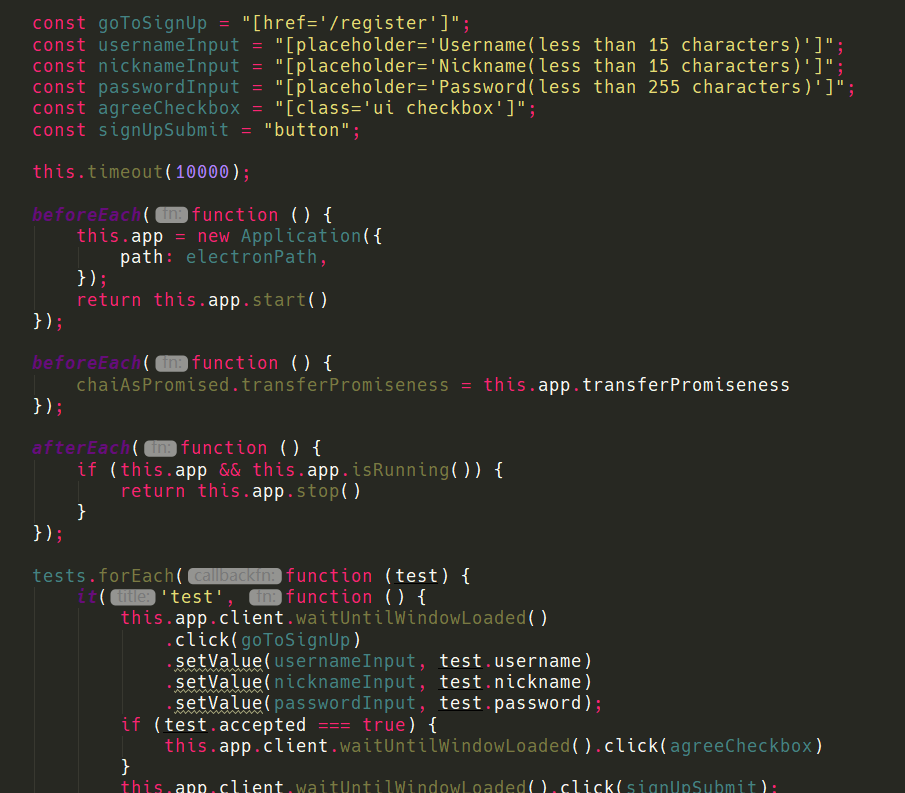 const goToSignUp = "[href='/register']";
const usernameInput = "[placeholder='Username(less than 15 characters)']";
const nicknameInput = "[placeholder='Nickname(less than 15 characters)']";
const passwordInput = "[placeholder='Password(less than 255 characters)']";
const agreeCheckbox = "[class='ui checkbox']";
const signUpSubmit = "button";
this.timeout(10000);
beforeEach( fn: function () {
this.app = new Application({
path: electronPath,
});
return this.app.start()
});
beforeEach( fn: function () {
chaiAsPromised.transferPromiseness = this.app.transferPromiseness
});
afterEach( fn: function () {
if (this.app && this.app.isRunning()) {
return this.app.stop()
}
});
tests.forEach( callbackfn: function (test) {
it( title: 'test', fn: function () {
this.app.client.waitUntilWindowLoaded()
.click(goToSignUp)
.setValue(usernameInput, test.username)
.setValue(nicknameInput, test.nickname)
.setValue(passwordInput, test.password);
if (test.accepted === true) {
this.app.client.waitUntilWindowLoaded().click(agreeCheckbox)
}
this.app.client.waitUntilWindowLoaded().click(signUpSubmit);